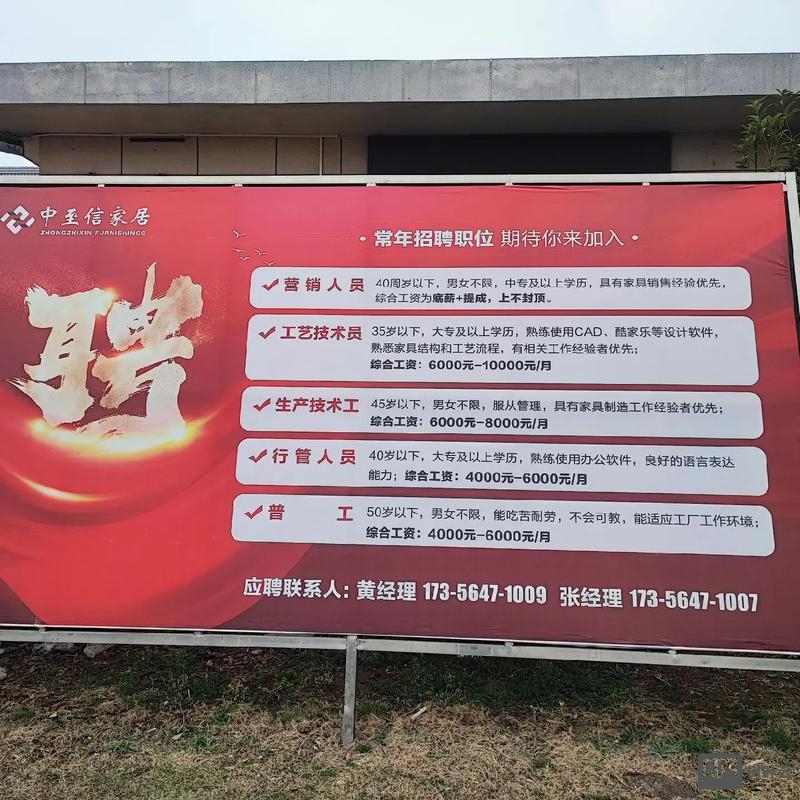 中至信家居
ZHONGZHIXIN FURNISHINGS
聘
·常年招聘职位 期待你来加入·
营销人员 40周岁以下，男女不限，中专及以上学历，具有家具销售经验优先，
综合工资为底薪+提成，上不封顶。
工艺技术员 35岁以下，大专及以上学历，熟练使用CAD、酷家乐等设计软件，
熟悉家具结构和工艺流程，有相关工作经验者优先；
综合工资：6000元-10000元/月
生产技术工 45岁以下，男女不限，服从管理，具有家具制造工作经验者优先；
综合工资：6000元-8000元/月
行管人员 40岁以下，大专及以上学历，熟练使用办公软件，良好的语言表达
能力；综合工资：4000元-6000元/月
普 工 50岁以下，男女不限，能吃苦耐劳，不会可教，能适应工厂工作环境；
综合工资：4000元-6000元/月
应聘联系人：黄经理 173-5647-1009 张经理 173-5647-1007